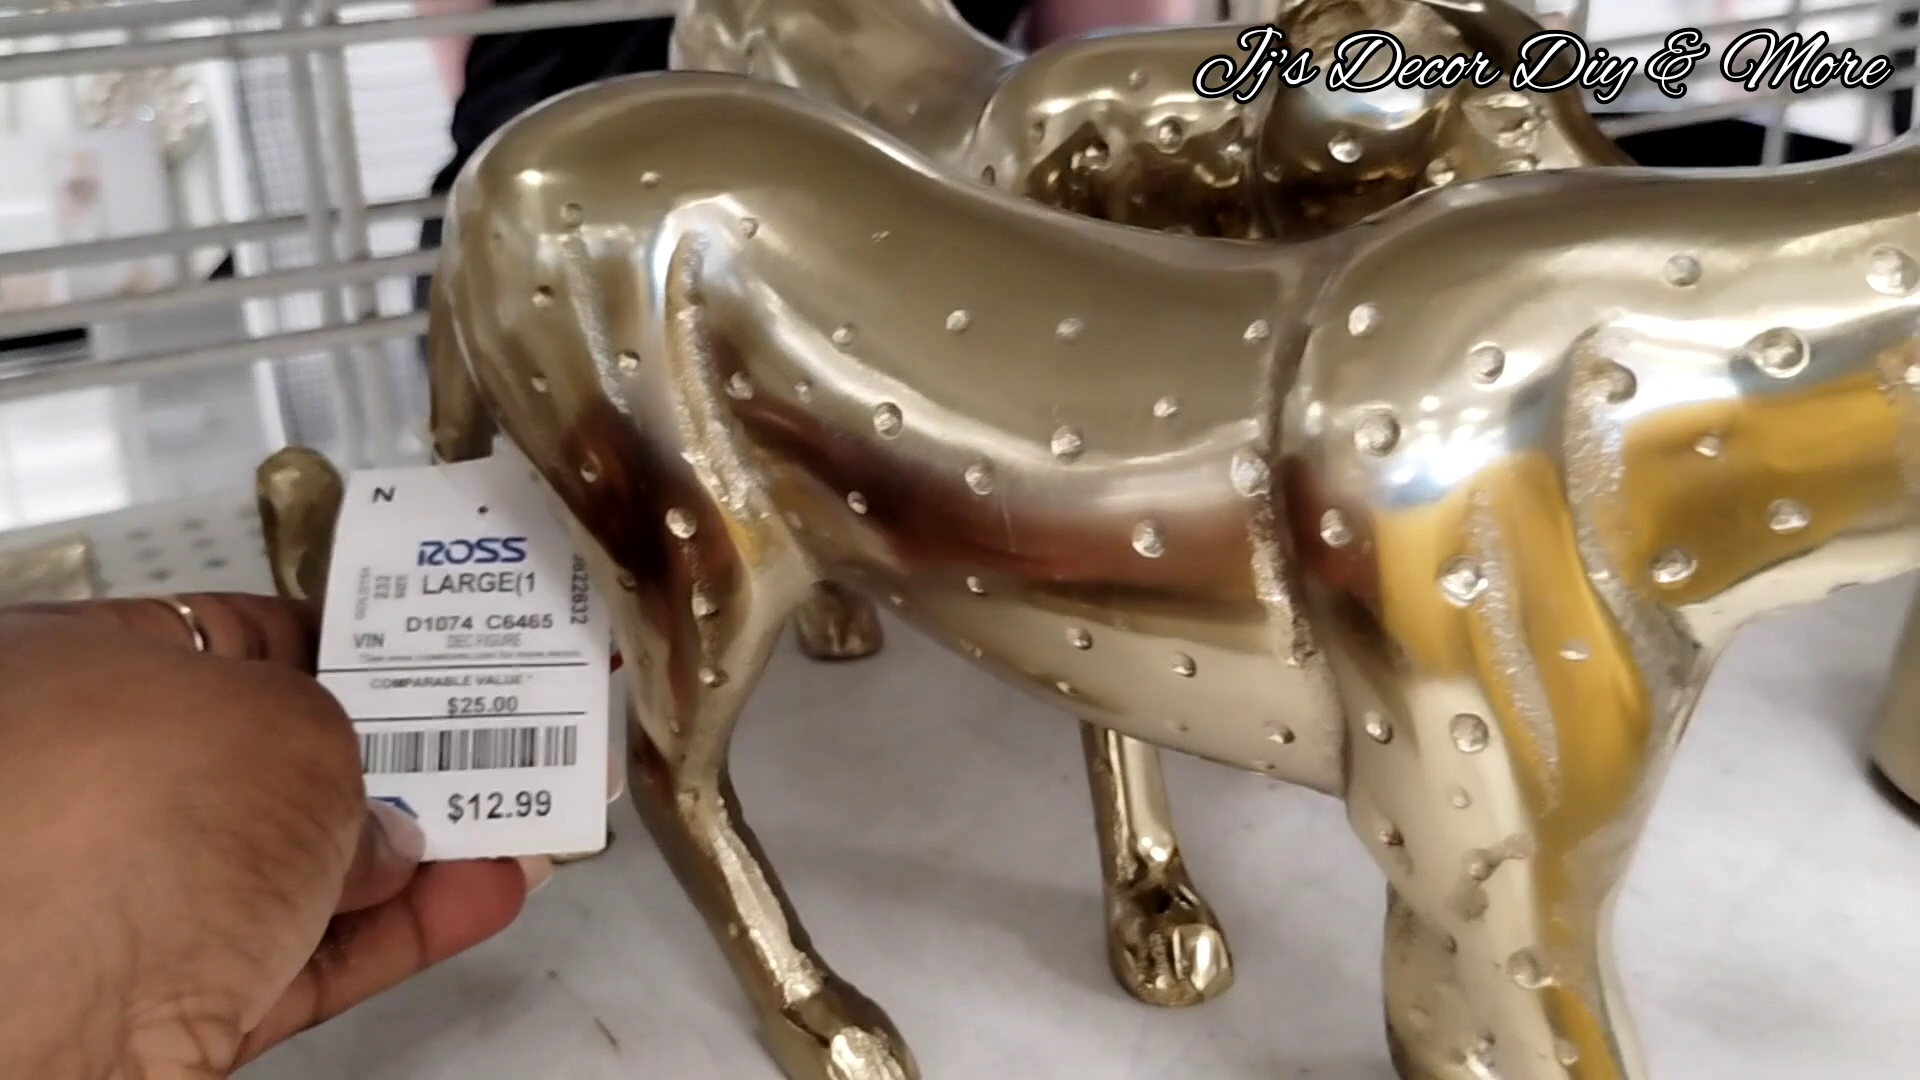 Jj's Decor Diy & More
N
ROSS
LARGE(1
D1074 C6465
VIN DEC FIGURE
COMPARABLE VALUE *
$25.00
$12.99